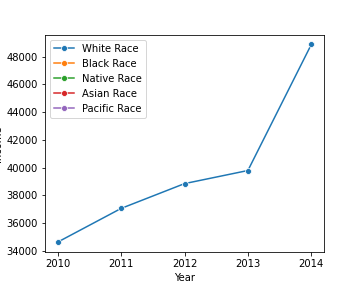 48000
46000
44000
42000
40000
38000
36000
34000
White Race
Black Race
Native Race
Asian Race
Pacific Race
2010 2011 2012 2013 2014
Year